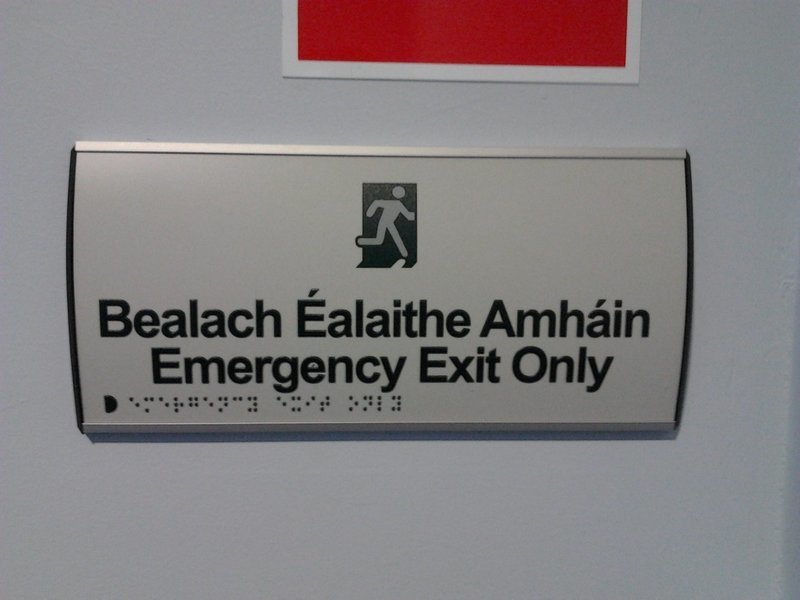 Bealach Éalaithe Amháin
Emergency Exit Only
⠑⠍⠑⠗⠛⠑⠝⠉⠽ ⠑⠭⠊⠞ ⠕⠝⠇⠽